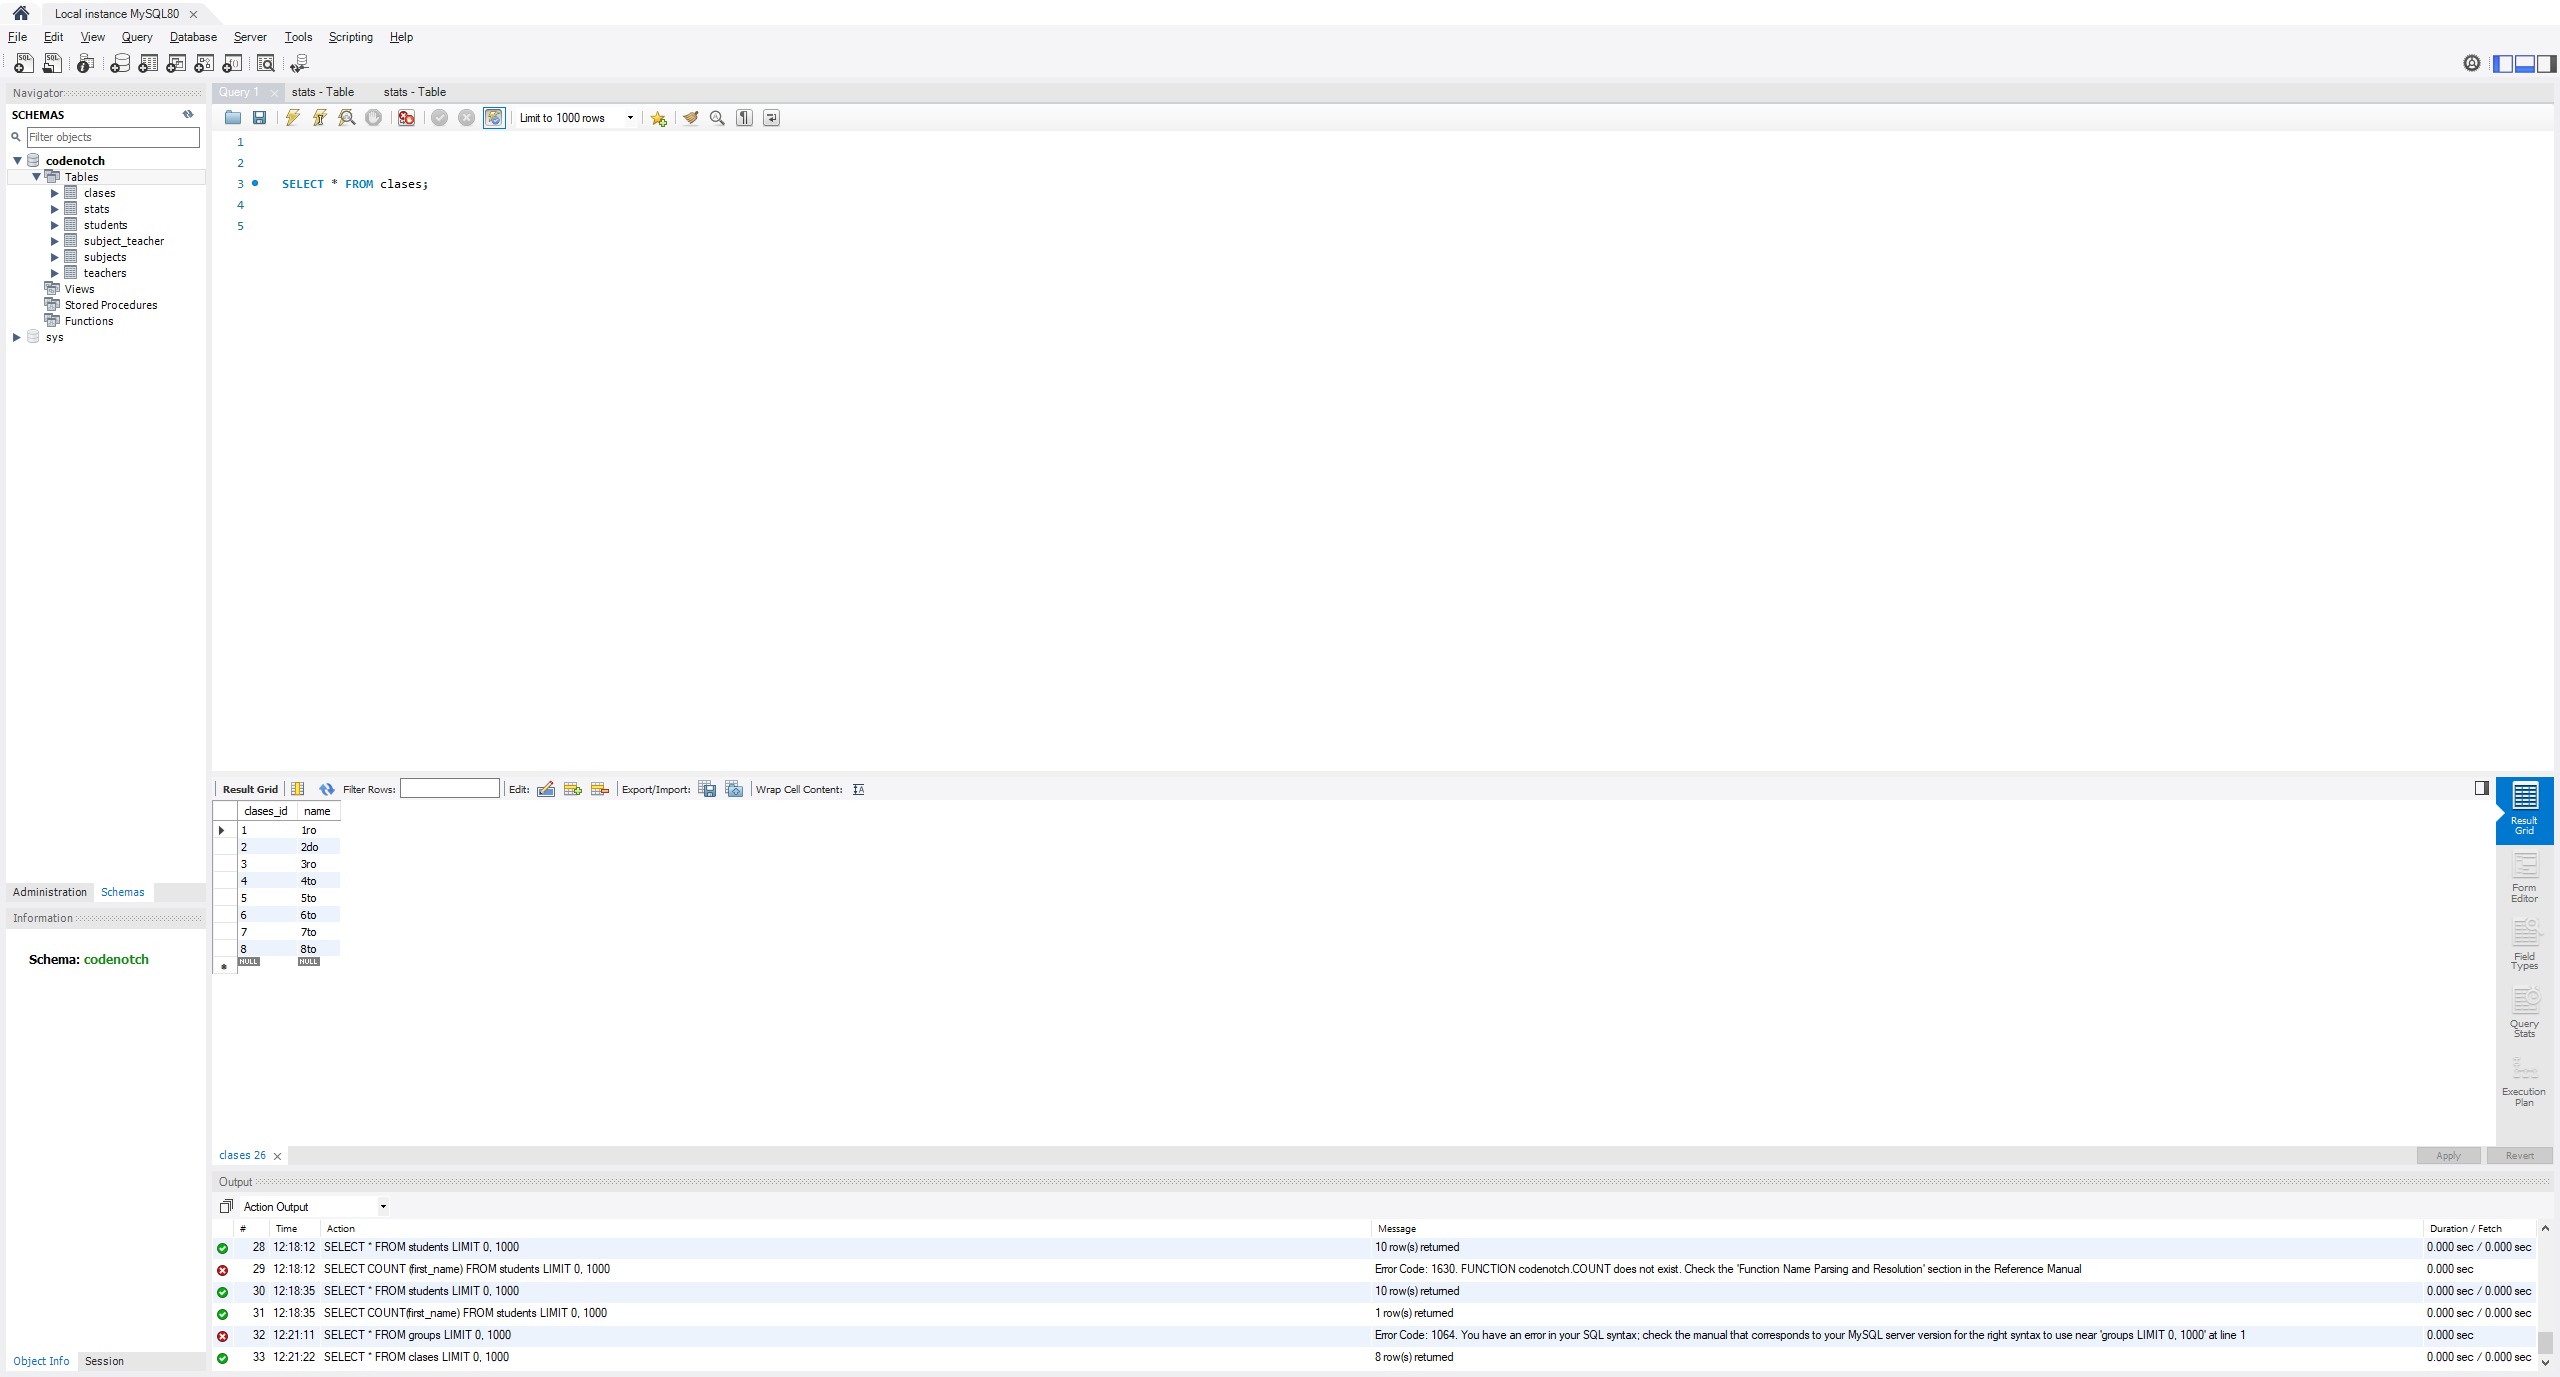 Local instance MySQL80
File Edit View Query Database Server Tools Scripting Help
Navigator
SCHEMAS
Filter objects
codenotch
Tables
clases
stats
students
subject_teacher
subjects
teachers
Views
Stored Procedures
Functions
sys
Administration Schemas
Information
Schema: codenotch
Object Info Session
Query 1 stats - Table stats - Table
Limit to 1000 rows
1
2
3 SELECT * FROM clases;
4
5
Result Grid Filter Rows: Edit: Export/Import: Wrap Cell Content:
clases_id name
1 1ro
2 2do
3 3ro
4 4to
5 5to
6 6to
7 7to
8 8to
NULL NULL
Result
Grid
Form
Editor
Field
Types
Query
Stats
Execution
Plan
clases 26 Apply Revert
Output
Action Output
# Time Action Message Duration / Fetch
28 12:18:12 SELECT * FROM students LIMIT 0, 1000 10 row(s) returned 0.000 sec / 0.000 sec
29 12:18:12 SELECT COUNT (first_name) FROM students LIMIT 0, 1000 Error Code: 1630. FUNCTION codenotch.COUNT does not exist. Check the 'Function Name Parsing and Resolution' section in the Reference Manual 0.000 sec
30 12:18:35 SELECT * FROM students LIMIT 0, 1000 10 row(s) returned 0.000 sec / 0.000 sec
31 12:18:35 SELECT COUNT(first_name) FROM students LIMIT 0, 1000 1 row(s) returned 0.000 sec / 0.000 sec
32 12:21:11 SELECT * FROM groups LIMIT 0, 1000 Error Code: 1064. You have an error in your SQL syntax; check the manual that corresponds to your MySQL server version for the right syntax to use near 'groups LIMIT 0, 1000' at line 1 0.000 sec
33 12:21:22 SELECT * FROM clases LIMIT 0, 1000 8 row(s) returned 0.000 sec / 0.000 sec